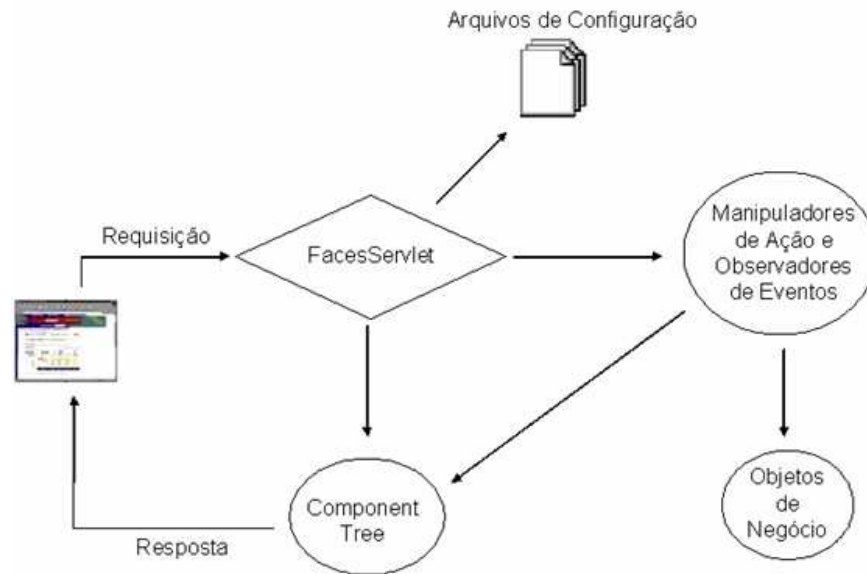 Arquivos de Configuração
Requisição
FacesServlet
Manipuladores
de Ação e
Observadores
de Eventos
Component
Tree
Objetos
de
Negócio
Resposta